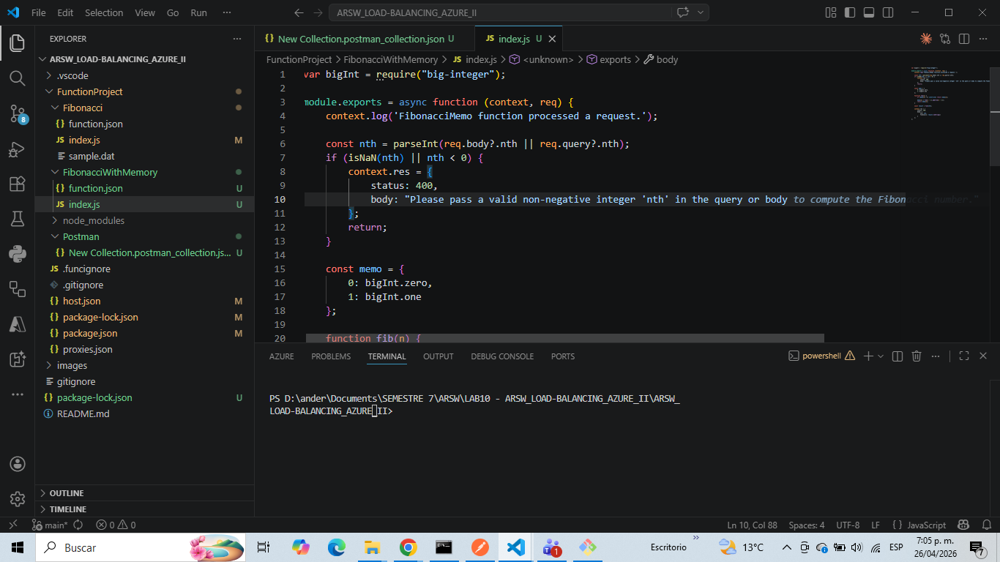 File Edit Selection View Go Run ···
ARSW_LOAD-BALANCING_AZURE_II
EXPLORER ···
ARSW_LOAD-BALANCING_AZURE_II
.vscode
FunctionProject
Fibonacci
{} function.json
JS index.js M
sample.dat
FibonacciWithMemory
{} function.json U
JS index.js U
node_modules
Postman
{} New Collection.postman_collection.js... U
JS .funcignore
.gitignore
{} host.json M
{} package-lock.json M
{} package.json M
{} proxies.json
images
gitignore
{} package-lock.json U
README.md
OUTLINE
TIMELINE
8
{} New Collection.postman_collection.json U
JS index.js U
FunctionProject > FibonacciWithMemory > JS index.js > <unknown> > exports > body
1 var bigInt = require("big-integer");
2
3 module.exports = async function (context, req) {
4 context.log('FibonacciMemo function processed a request.');
5
6 const nth = parseInt(req.body?.nth || req.query?.nth);
7 if (isNaN(nth) || nth < 0) {
8 context.res = {
9 status: 400,
10 body: "Please pass a valid non-negative integer 'nth' in the query or body to compute the Fibonacci number."
11 };
12 return;
13 }
14
15 const memo = {
16 0: bigInt.zero,
17 1: bigInt.one
18 };
19
20 function fib(n) {
AZURE PROBLEMS TERMINAL OUTPUT DEBUG CONSOLE PORTS
powershell
PS D:\ander\Documents\SEMESTRE 7\ARSW\LAB10 - ARSW_LOAD-BALANCING_AZURE_II\ARSW_
LOAD-BALANCING_AZURE_II>
main* 0 0
Ln 10, Col 88 Spaces: 4 UTF-8 LF {} JavaScript
Buscar
1
Escritorio
13°C
ESP
7:05 p. m.
26/04/2026
7